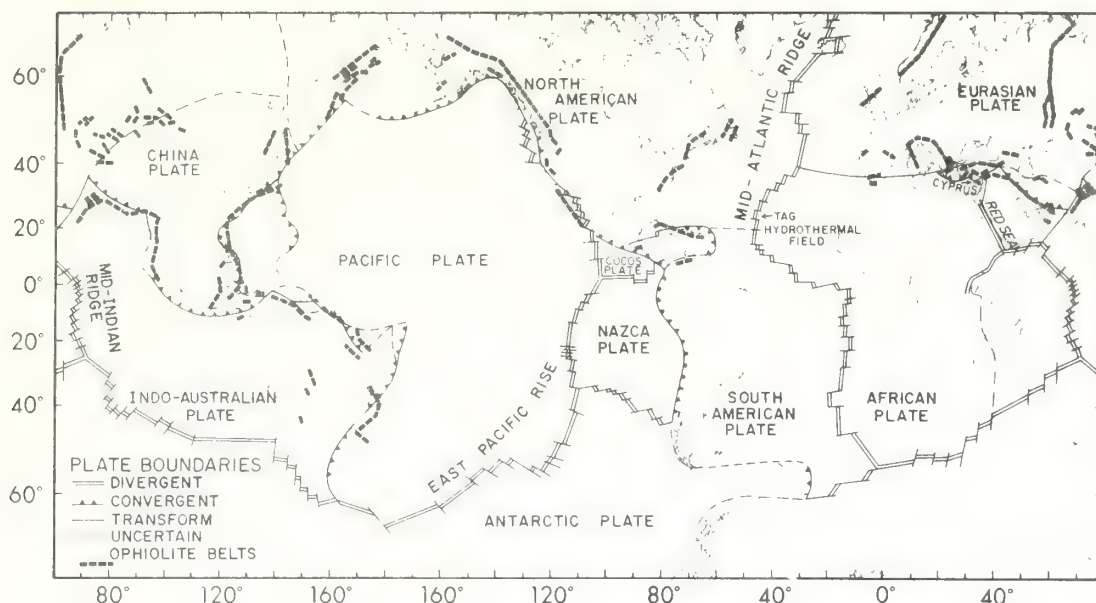 60°
40°
20°
0°
20°
40°
60°
NORTH
AMERICAN
PLATE
MID-ATLANTIC RIDGE
EURASIAN
PLATE
CHINA
PLATE
CYPRUS
RED SEA
TAG
HYDROTHERMAL
FIELD
PACIFIC PLATE
COCOS
PLATE
MID-INDIAN
RIDGE
NAZCA
PLATE
INDO-AUSTRALIAN
PLATE
EAST PACIFIC RISE
SOUTH
AMERICAN
PLATE
AFRICAN
PLATE
PLATE BOUNDARIES
DIVERGENT
CONVERGENT
TRANSFORM
UNCERTAIN
OPHIOLITE BELTS
ANTARCTIC PLATE
80° 120° 160° 160° 120° 80° 40° 0° 40°